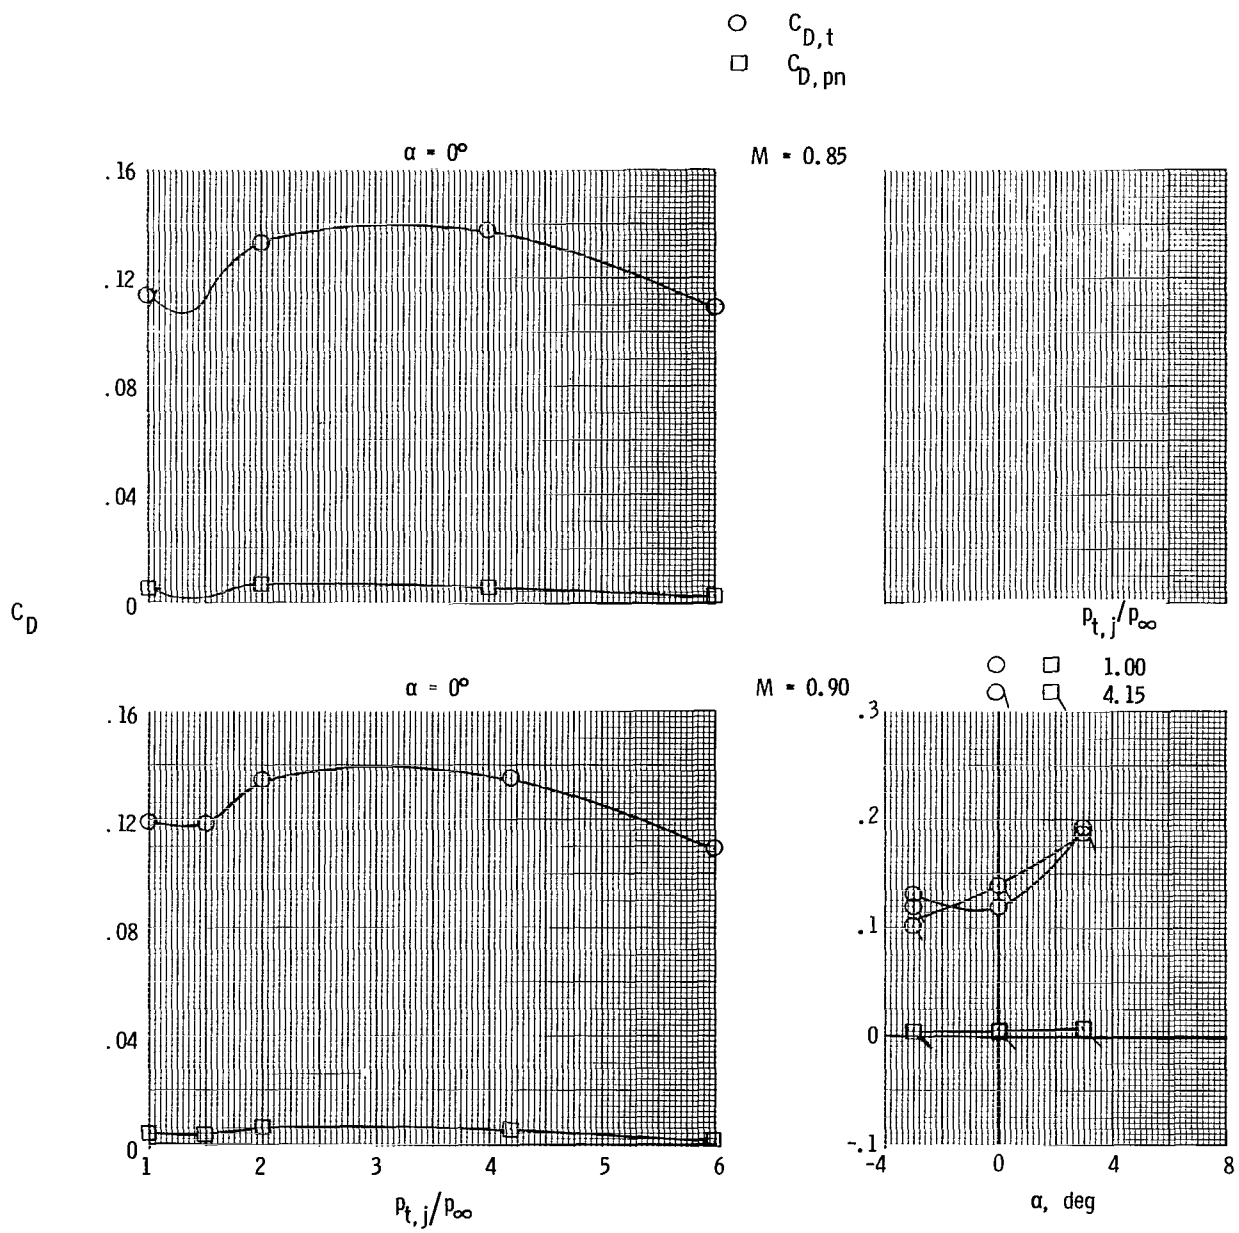 C_D,t
C_D,pn
α = 0° M = 0.85
.16
.12
.08
.04
0
C_D
p_t,j/p_∞
1.00
4.15
α = 0° M = 0.90
.16
.12
.08
.04
0
1 2 3 4 5 6
p_t,j/p_∞
.3
.2
.1
0
-.1
-4 0 4 8
α, deg